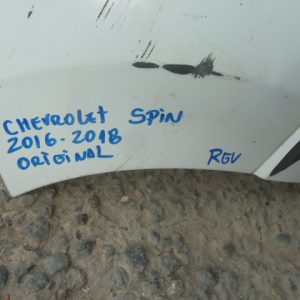 CHEVROLET SPIN
2016-2018
ORIGINAL
REV